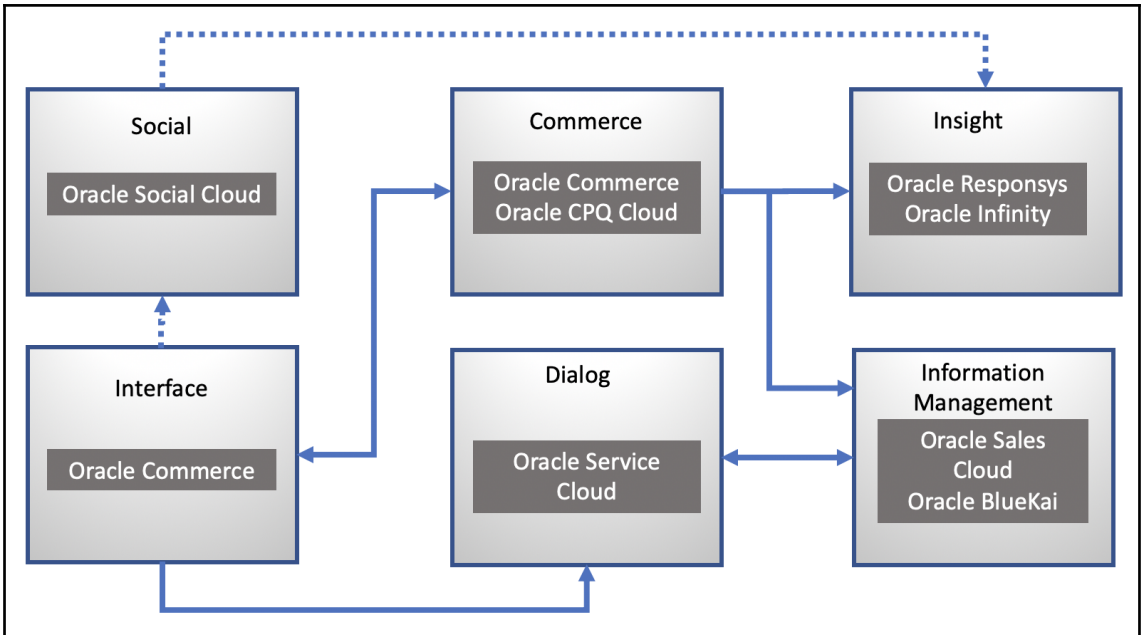 Social
Oracle Social Cloud
Commerce
Oracle Commerce
Oracle CPQ Cloud
Insight
Oracle Responsys
Oracle Infinity
Interface
Oracle Commerce
Dialog
Oracle Service
Cloud
Information
Management
Oracle Sales
Cloud
Oracle BlueKai